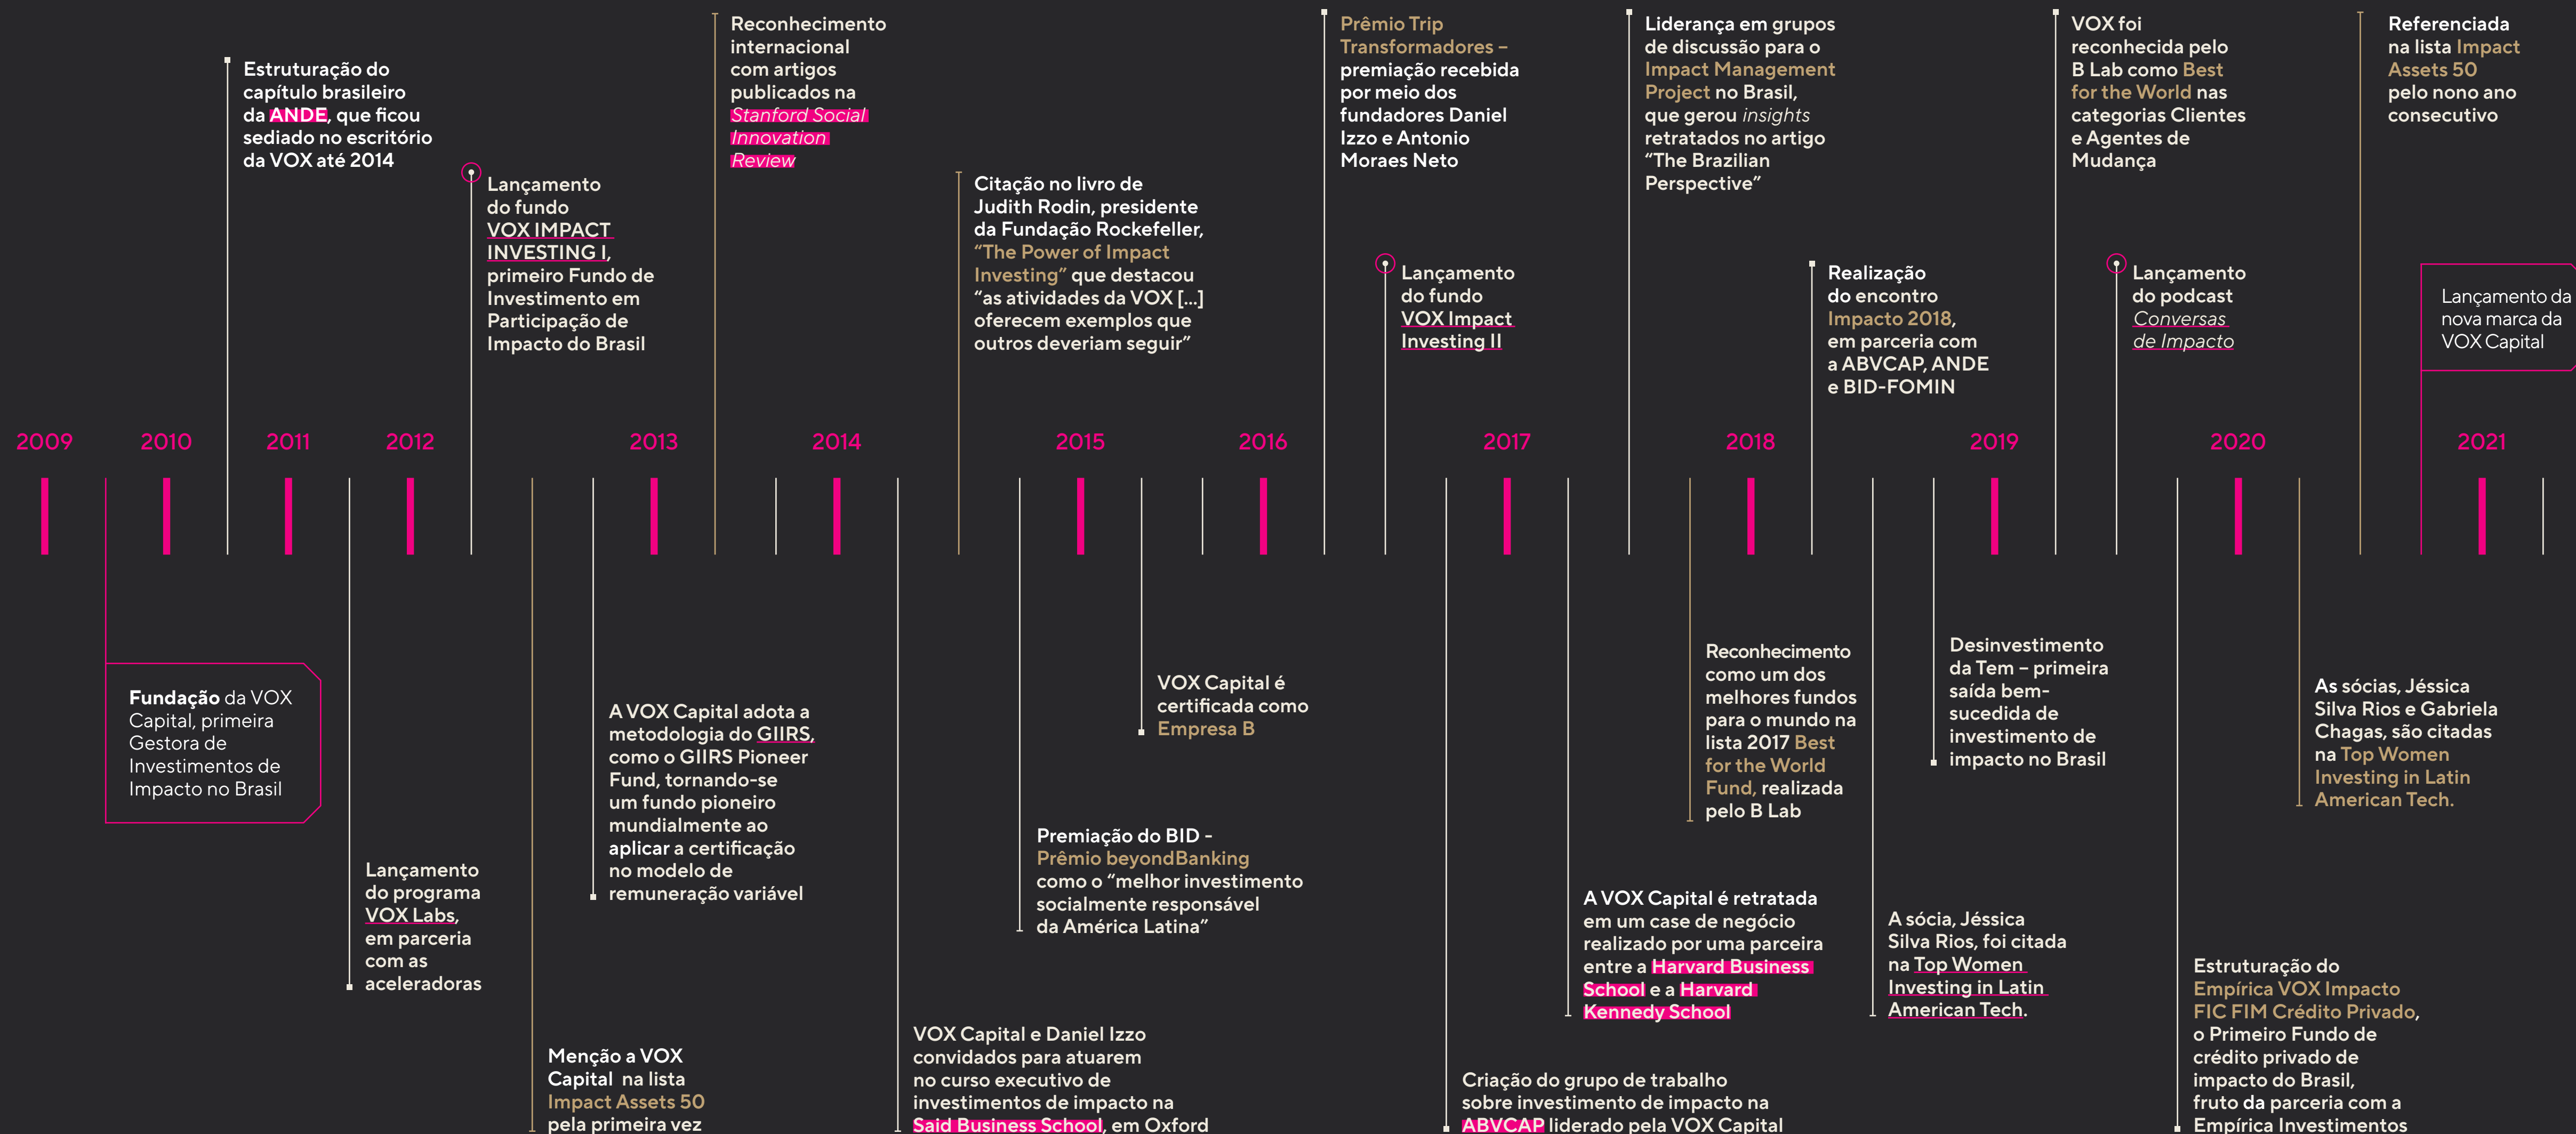 Estruturação do
capítulo brasileiro
da ANDE, que ficou
sediado no escritório
da VOX até 2014
Lançamento
do fundo
VOX IMPACT
INVESTING I,
primeiro Fundo de
Investimento em
Participação de
Impacto do Brasil
Reconhecimento
internacional
com artigos
publicados na
Stanford Social
Innovation
Review
Citação no livro de
Judith Rodin, presidente
da Fundação Rockefeller,
“The Power of Impact
Investing” que destacou
“as atividades da VOX [...]
oferecem exemplos que
outros deveriam seguir”
Prêmio Trip
Transformadores –
premiação recebida
por meio dos
fundadores Daniel
Izzo e Antonio
Moraes Neto
Lançamento
do fundo
VOX Impact
Investing II
Liderança em grupos
de discussão para o
Impact Management
Project no Brasil,
que gerou insights
retratados no artigo
“The Brazilian
Perspective”
Realização
do encontro
Impacto 2018,
em parceria com
a ABVCAP, ANDE
e BID-FOMIN
VOX foi
reconhecida pelo
B Lab como Best
for the World nas
categorias Clientes
e Agentes de
Mudança
Lançamento
do podcast
Conversas
de Impacto
Referenciada
na lista Impact
Assets 50
pelo nono ano
consecutivo
Lançamento da
nova marca da
VOX Capital
2009 2010 2011 2012 2013 2014 2015 2016 2017 2018 2019 2020 2021
Fundação da VOX
Capital, primeira
Gestora de
Investimentos de
Impacto no Brasil
Lançamento
do programa
VOX Labs,
em parceria
com as
aceleradoras
Menção a VOX
Capital na lista
Impact Assets 50
pela primeira vez
A VOX Capital adota a
metodologia do GIIRS,
como o GIIRS Pioneer
Fund, tornando-se
um fundo pioneiro
mundialmente ao
aplicar a certificação
no modelo de
remuneração variável
VOX Capital e Daniel Izzo
convidados para atuarem
no curso executivo de
investimentos de impacto na
Said Business School, em Oxford
Premiação do BID -
Prêmio beyondBanking
como o “melhor investimento
socialmente responsável
da América Latina”
VOX Capital é
certificada como
Empresa B
Criação do grupo de trabalho
sobre investimento de impacto na
ABVCAP liderado pela VOX Capital
A VOX Capital é retratada
em um case de negócio
realizado por uma parceira
entre a Harvard Business
School e a Harvard
Kennedy School
Reconhecimento
como um dos
melhores fundos
para o mundo na
lista 2017 Best
for the World
Fund, realizada
pelo B Lab
A sócia, Jéssica
Silva Rios, foi citada
na Top Women
Investing in Latin
American Tech.
Desinvestimento
da Tem – primeira
saída bem-
sucedida de
investimento de
impacto no Brasil
Estruturação do
Empírica VOX Impacto
FIC FIM Crédito Privado,
o Primeiro Fundo de
crédito privado de
impacto do Brasil,
fruto da parceria com a
Empírica Investimentos
As sócias, Jéssica
Silva Rios e Gabriela
Chagas, são citadas
na Top Women
Investing in Latin
American Tech.